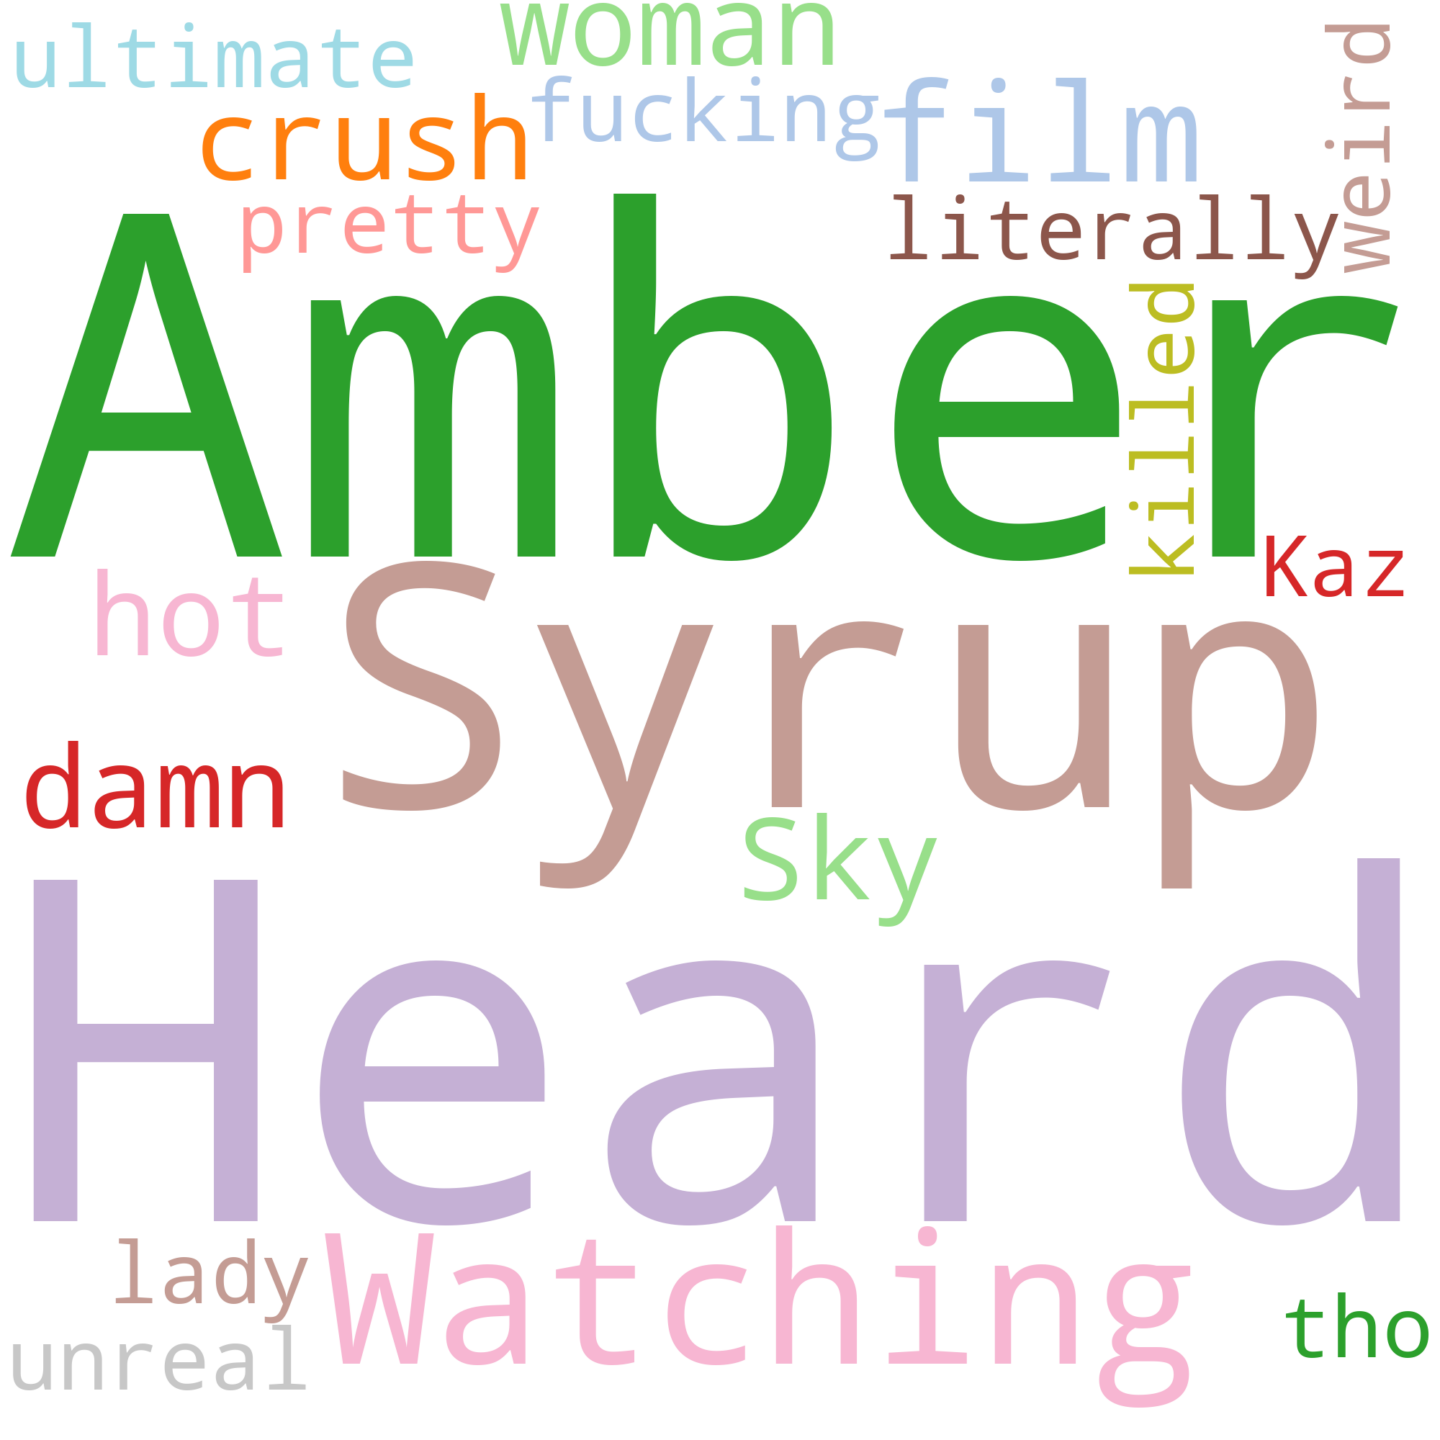 woman
ultimate
weird
fucking
film
crush
pretty
literally
Amber
killed
Kaz
hot
Syrup
damn
Sky
Heard
lady
Watching
tho
unreal